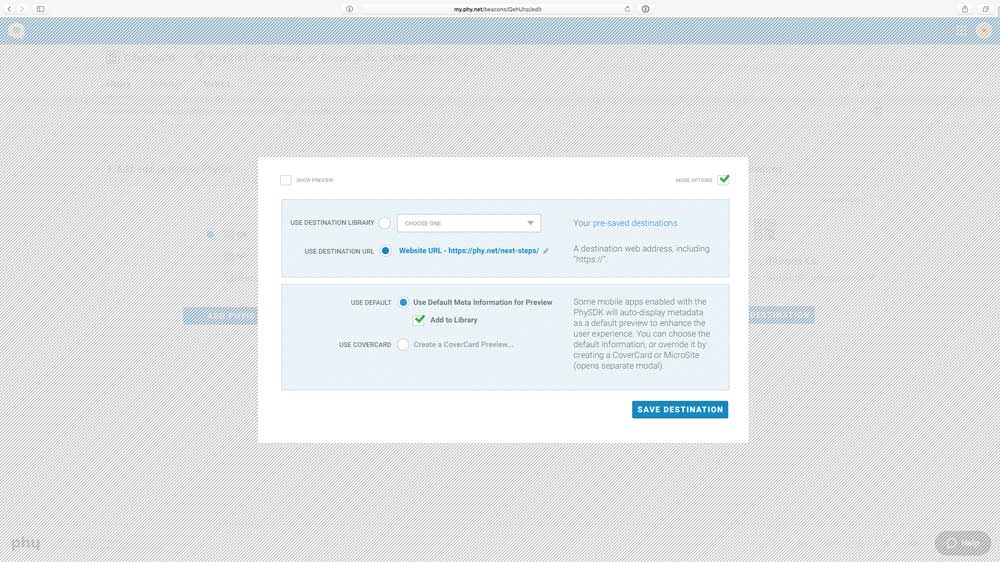 my.phy.net/beacons/QehUhp/edit
SHOW PREVIEW
MORE OPTIONS
USE DESTINATION LIBRARY
CHOOSE ONE
Your pre-saved destinations
USE DESTINATION URL
Website URL - https://phy.net/next-steps/
A destination web address, including
"https://".
USE DEFAULT
Use Default Meta Information for Preview
Add to Library
USE COVERCARD
Create a CoverCard Preview...
Some mobile apps enabled with the
PhySDK will auto-display metadata
as a default preview to enhance the
user experience. You can choose the
default information, or override it by
creating a CoverCard or MicroSite
(opens separate modal).
SAVE DESTINATION
ADD PHYID
DESTINATION
phy
Help